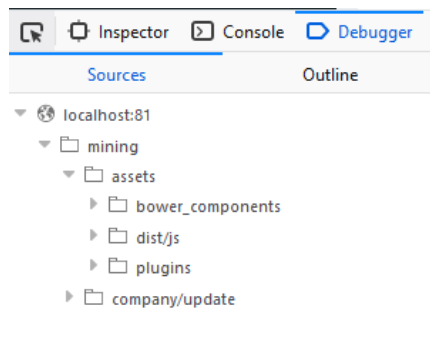 Inspector Console Debugger
Sources Outline
localhost:81
mining
assets
bower_components
dist/js
plugins
company/update